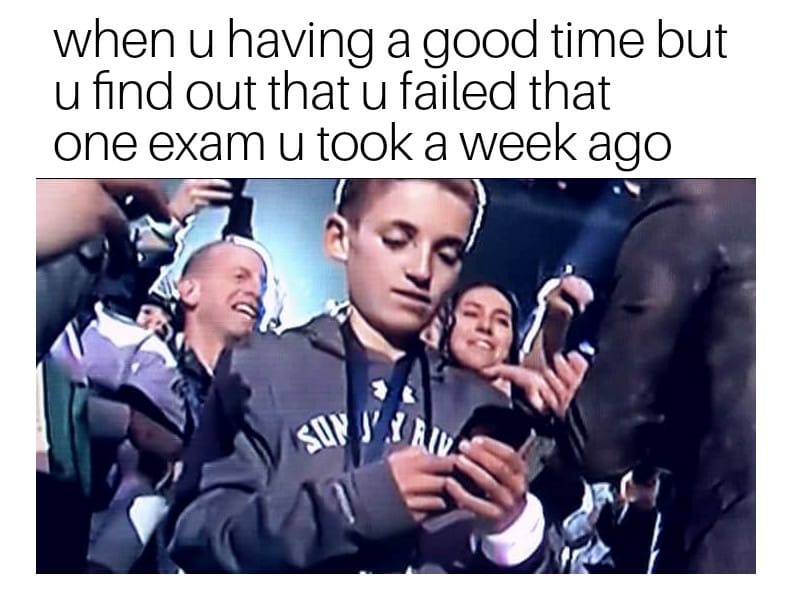 when u having a good time but
u find out that u failed that
one exam u took a week ago